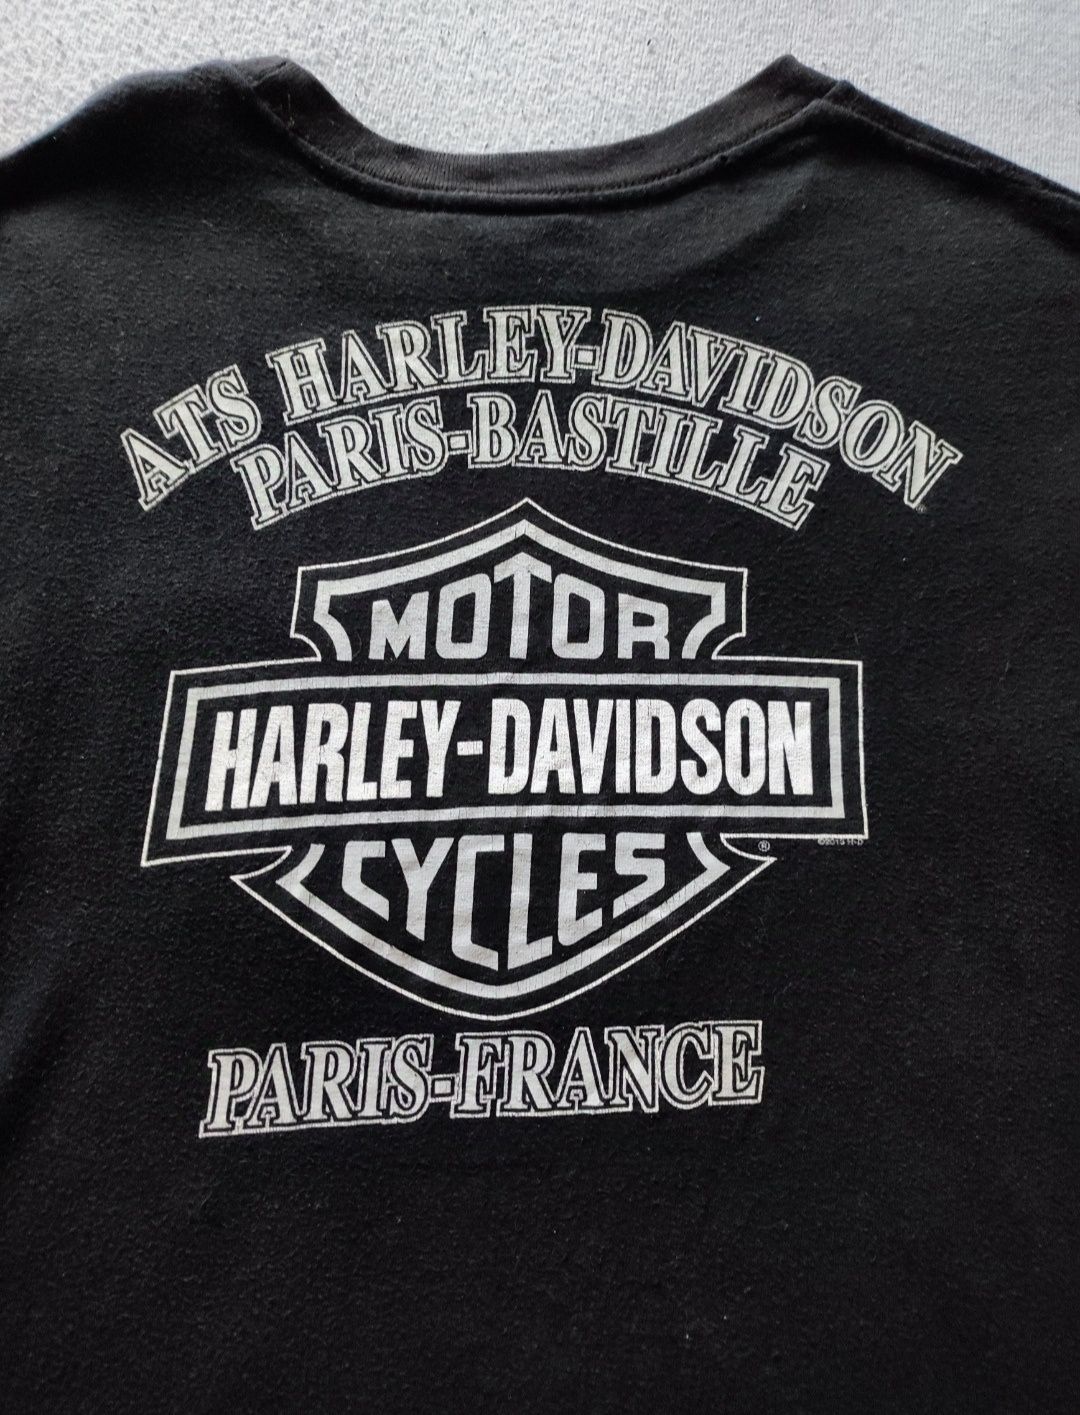 ATS HARLEY-DAVIDSON
PARIS-BASTILLE
MOTOR
HARLEY-DAVIDSON
CYCLES
®
PARIS-FRANCE